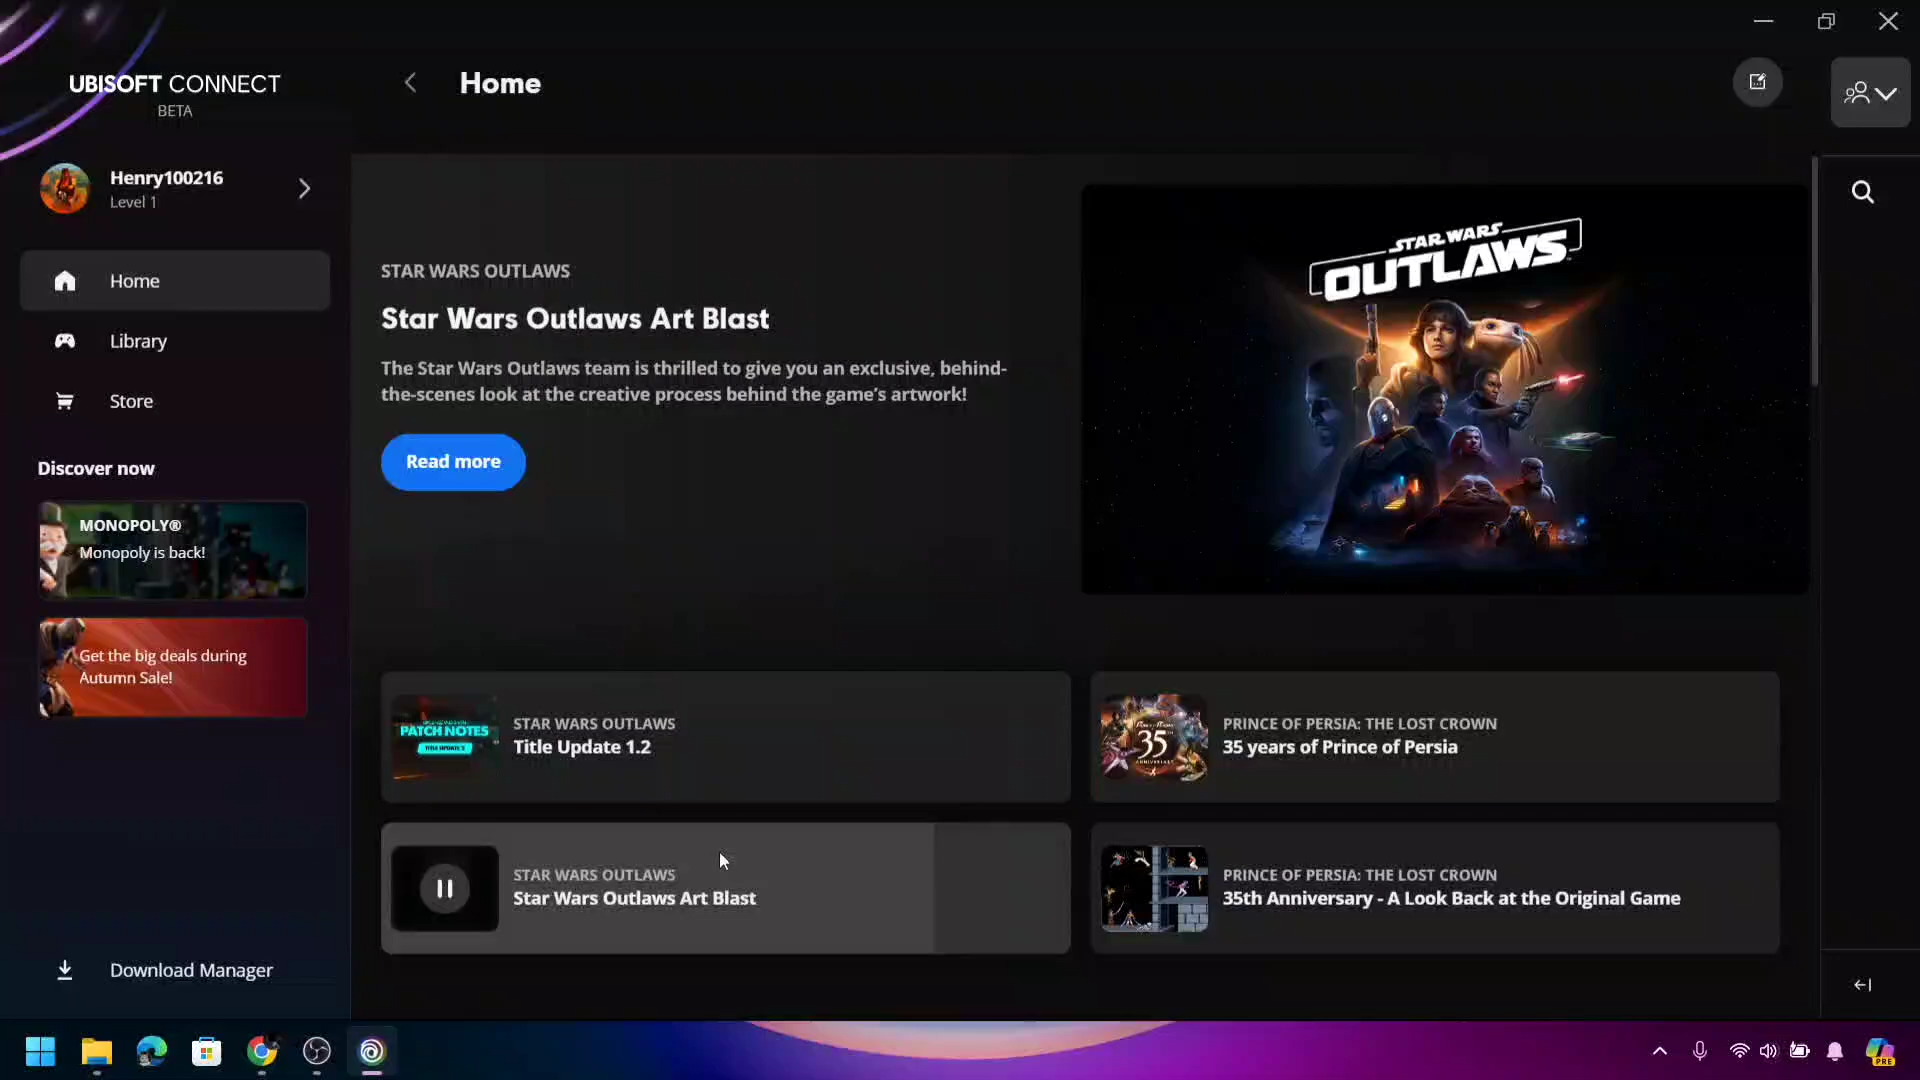 UBISOFT CONNECT
BETA
Home
Henry100216
Level 1
Home
Library
Store
Discover now
MONOPOLY®
Monopoly is back!
Get the big deals during
Autumn Sale!
Download Manager
STAR WARS OUTLAWS
Star Wars Outlaws Art Blast
The Star Wars Outlaws team is thrilled to give you an exclusive, behind-
the-scenes look at the creative process behind the game's artwork!
Read more
STAR WARS
OUTLAWS
PATCH NOTES
STAR WARS OUTLAWS
Title Update 1.2
35
ANNIVERSARY
PRINCE OF PERSIA: THE LOST CROWN
35 years of Prince of Persia
STAR WARS OUTLAWS
Star Wars Outlaws Art Blast
PRINCE OF PERSIA: THE LOST CROWN
35th Anniversary - A Look Back at the Original Game
PRE